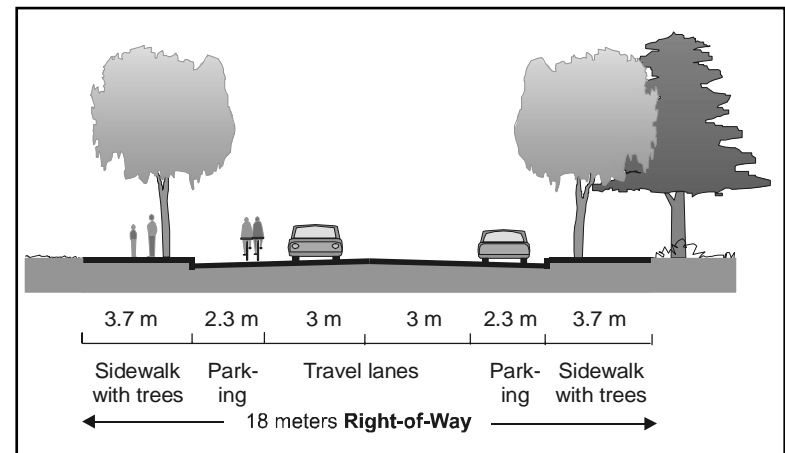 3.7 m 2.3 m 3 m 3 m 2.3 m 3.7 m
Sidewalk Park- Travel lanes Park- Sidewalk
with trees ing ing with trees
18 meters Right-of-Way